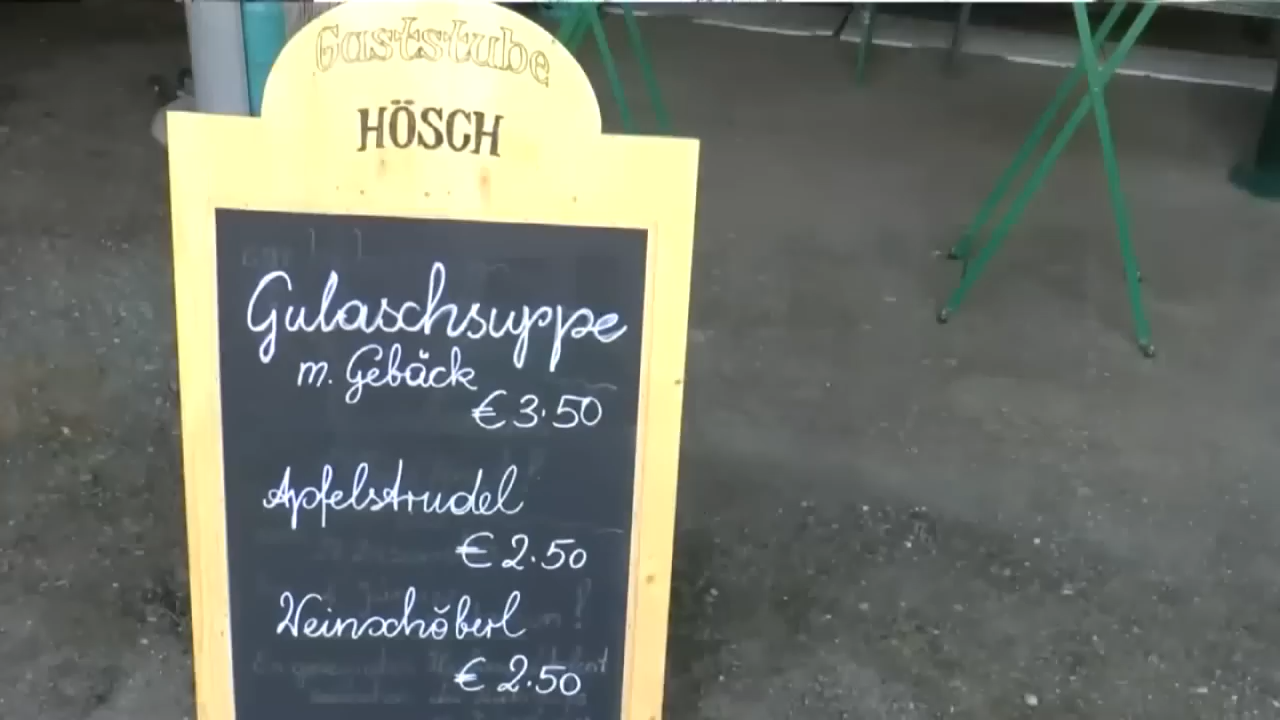 Gaststube
HÖSCH
Gulaschsuppe
m. Gebäck
€ 3.50
Apfelstrudel
€ 2.50
Weinschöberl
€ 2.50